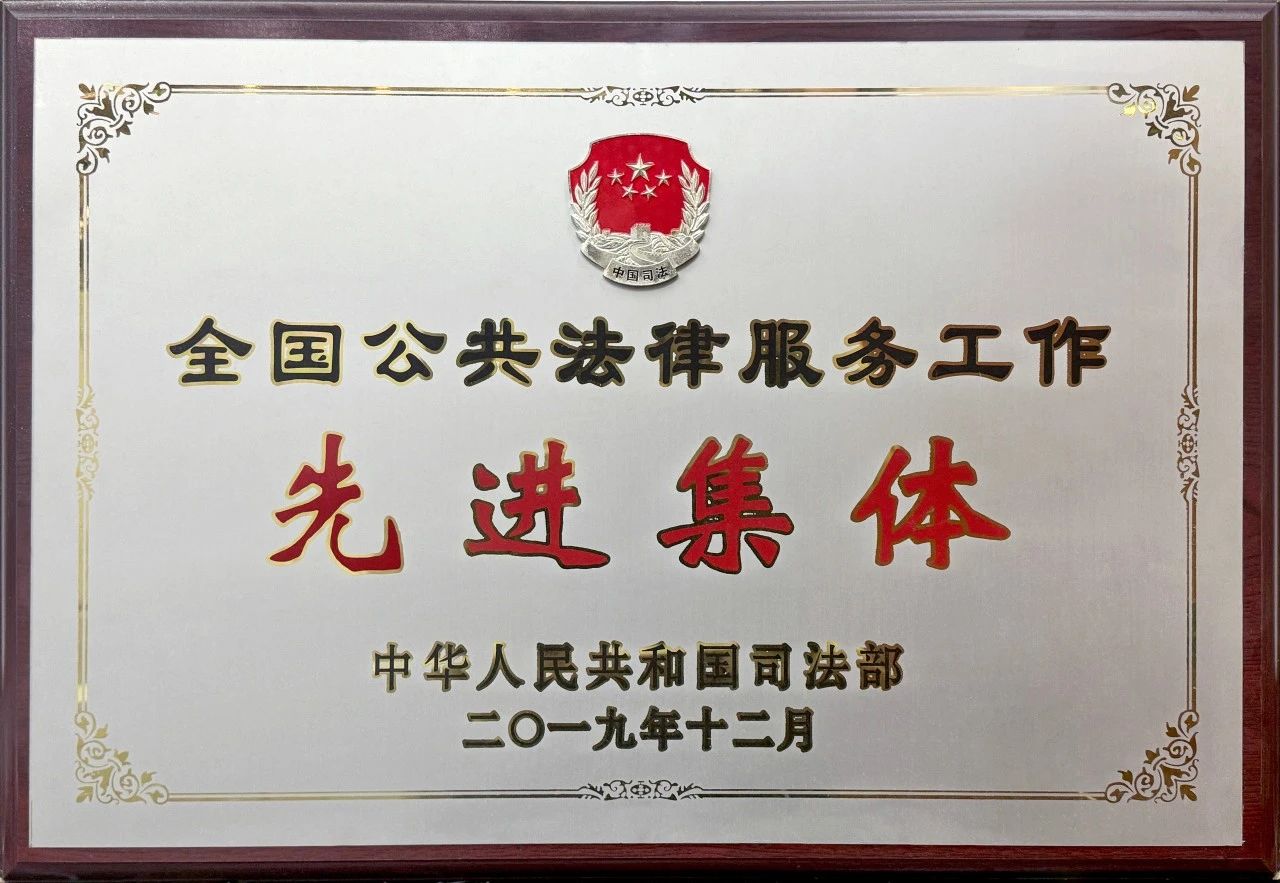 中国司法
全国公共法律服务工作
先进集体
中华人民共和国司法部
二〇一九年十二月